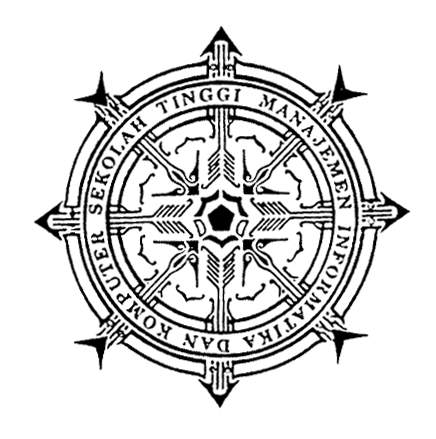 SEKOLAH TINGGI MANAJEMEN INFORMATIKA DAN KOMPUTER